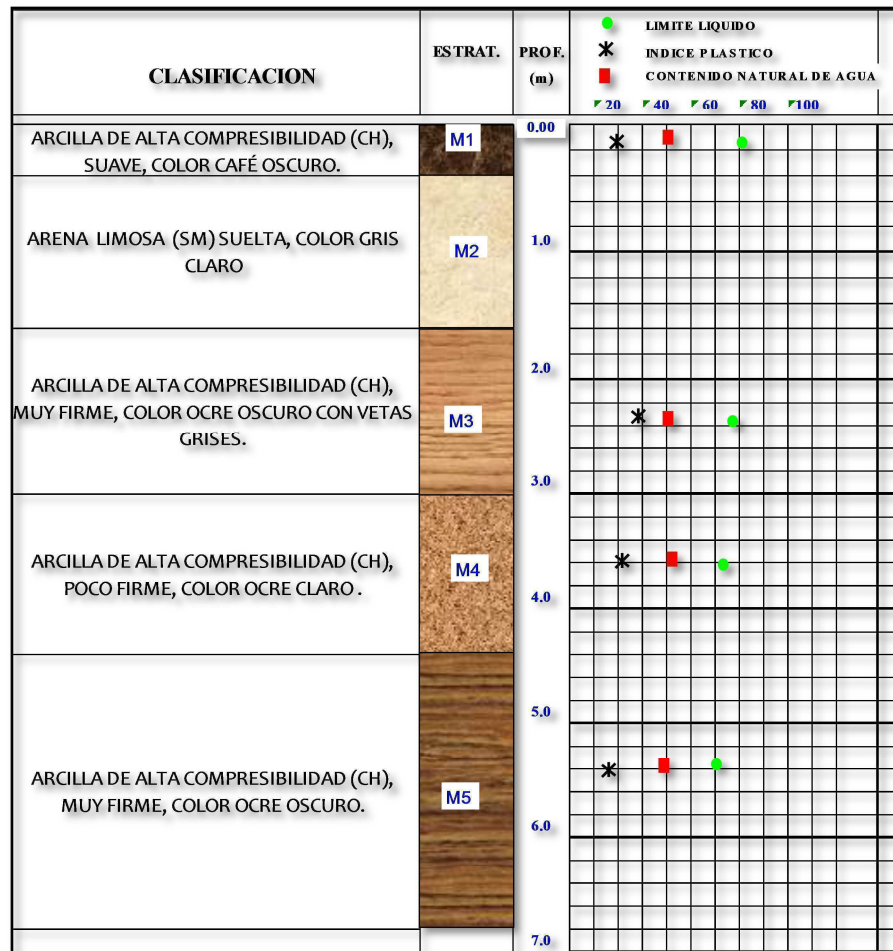 CLASIFICACION
ESTRAT.
PROF.
(m)
LIMITE LIQUIDO
INDICE PLASTICO
CONTENIDO NATURAL DE AGUA
20 40 60 80 100
ARCILLA DE ALTA COMPRESIBILIDAD (CH),
SUAVE, COLOR CAFÉ OSCURO.
M1
0.00
ARENA LIMOSA (SM) SUELTA, COLOR GRIS
CLARO
M2
1.0
2.0
ARCILLA DE ALTA COMPRESIBILIDAD (CH),
MUY FIRME, COLOR OCRE OSCURO CON VETAS
GRISES.
M3
3.0
ARCILLA DE ALTA COMPRESIBILIDAD (CH),
POCO FIRME, COLOR OCRE CLARO .
M4
4.0
5.0
ARCILLA DE ALTA COMPRESIBILIDAD (CH),
MUY FIRME, COLOR OCRE OSCURO.
M5
6.0
7.0